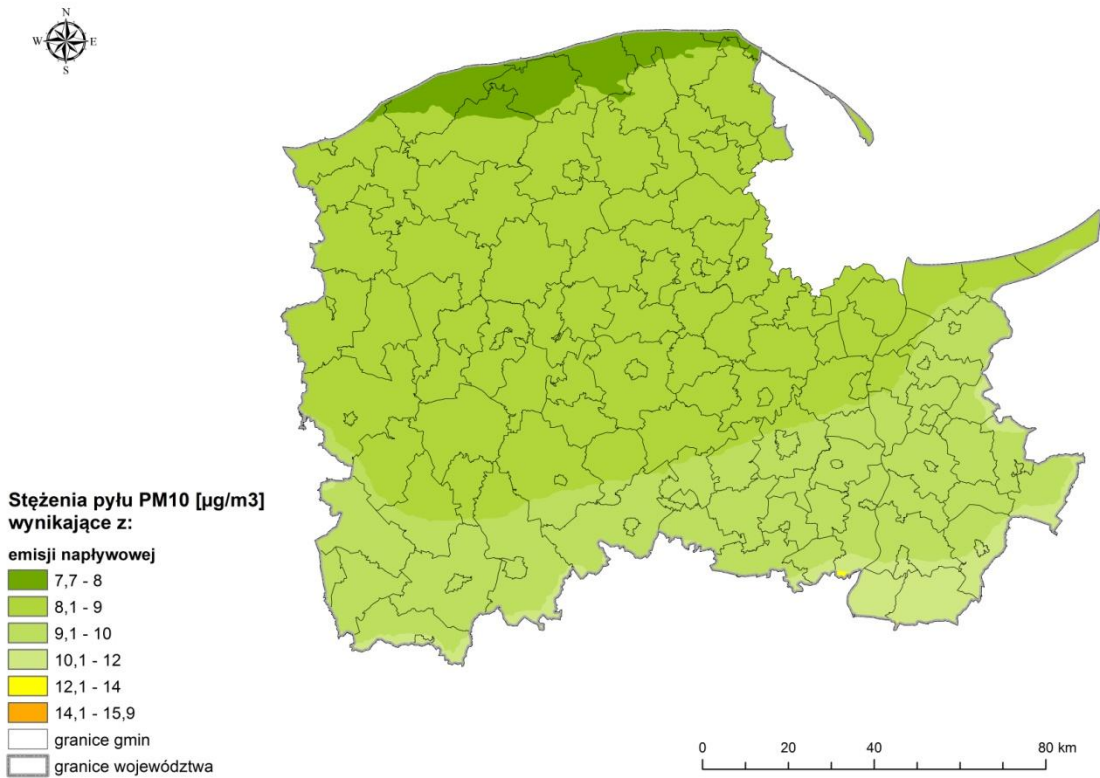 N
W E
S
Stężenia pyłu PM10 [µg/m3]
wynikające z:
emisji napływowej
7,7 - 8
8,1 - 9
9,1 - 10
10,1 - 12
12,1 - 14
14,1 - 15,9
granice gmin
granice województwa
0 20 40 80 km